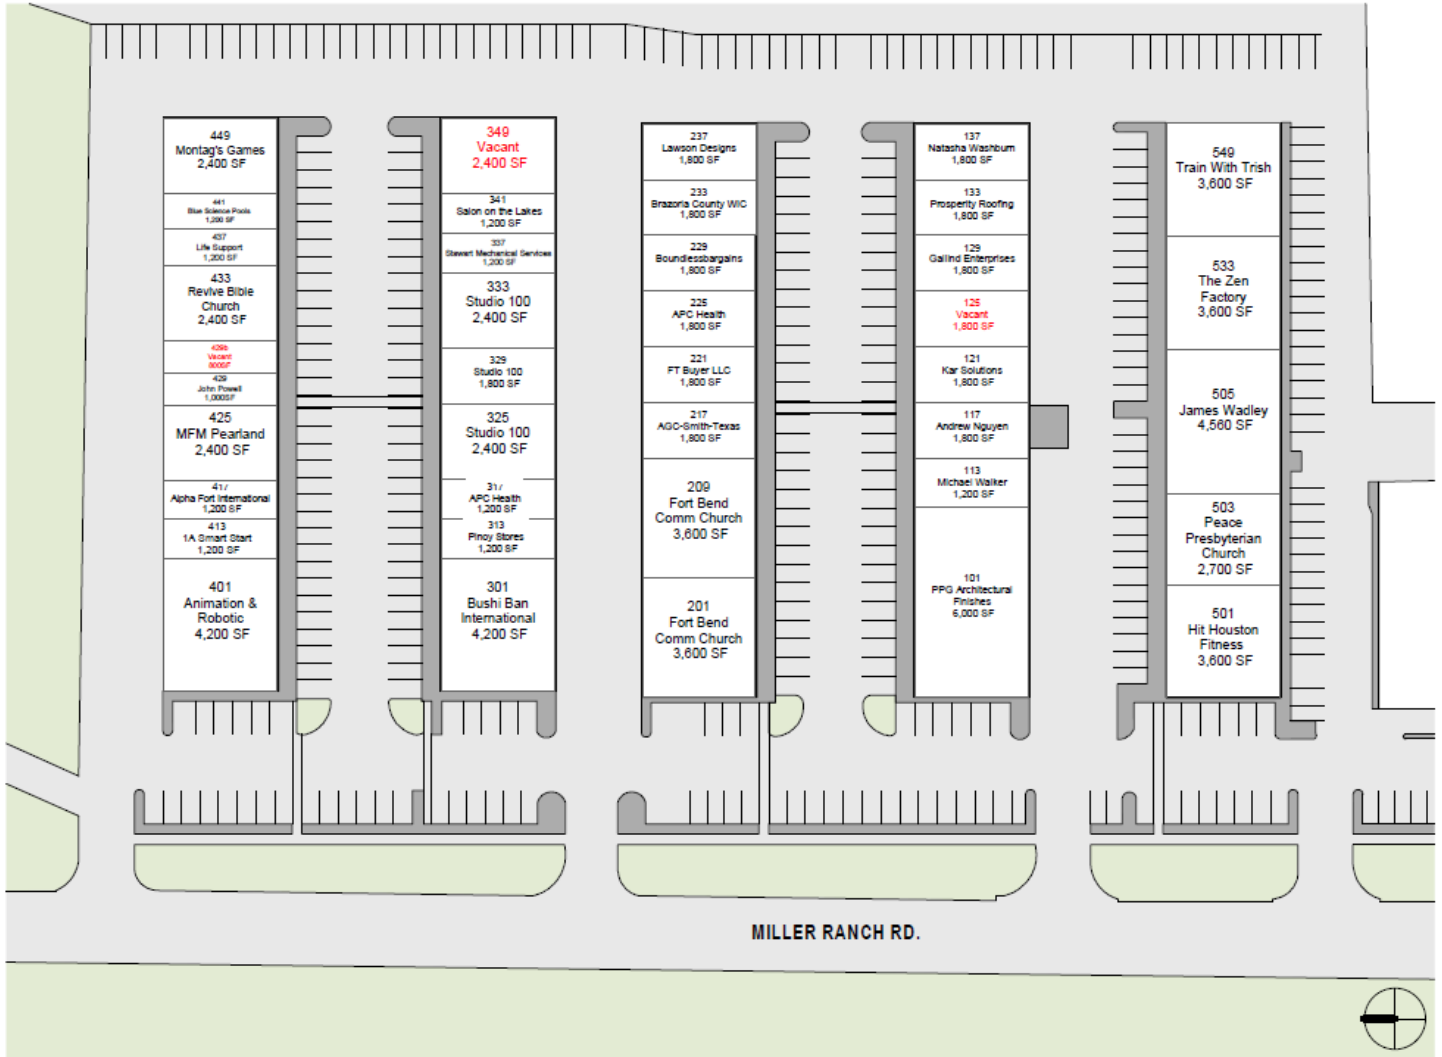 449
Montag's Games
2,400 SF
441
Blue Science Pools
1,200 SF
437
Life Support
1,200 SF
433
Revive Bible
Church
2,400 SF
429b
Vacant
800SF
429
John Powell
1,000SF
425
MFM Pearland
2,400 SF
417
Alpha Fort International
1,200 SF
413
1A Smart Start
1,200 SF
401
Animation &
Robotic
4,200 SF
349
Vacant
2,400 SF
341
Salon on the Lakes
1,200 SF
337
Stewart Mechanical Services
1,200 SF
333
Studio 100
2,400 SF
329
Studio 100
1,800 SF
325
Studio 100
2,400 SF
317
APC Health
1,200 SF
313
Pinoy Stores
1,200 SF
301
Bushi Ban
International
4,200 SF
237
Lawson Designs
1,800 SF
233
Brazoria County WIC
1,800 SF
229
Boundlessbargains
1,800 SF
225
APC Health
1,800 SF
221
FT Buyer LLC
1,800 SF
217
AGC-Smith-Texas
1,800 SF
209
Fort Bend
Comm Church
3,600 SF
201
Fort Bend
Comm Church
3,600 SF
137
Natasha Washburn
1,800 SF
133
Prosperity Roofing
1,800 SF
129
Gailind Enterprises
1,800 SF
125
Vacant
1,800 SF
121
Kar Solutions
1,800 SF
117
Andrew Nguyen
1,800 SF
113
Michael Walker
1,200 SF
101
PPG Architectural
Finishes
6,000 SF
549
Train With Trish
3,600 SF
533
The Zen
Factory
3,600 SF
505
James Wadley
4,560 SF
503
Peace
Presbyterian
Church
2,700 SF
501
Hit Houston
Fitness
3,600 SF
MILLER RANCH RD.